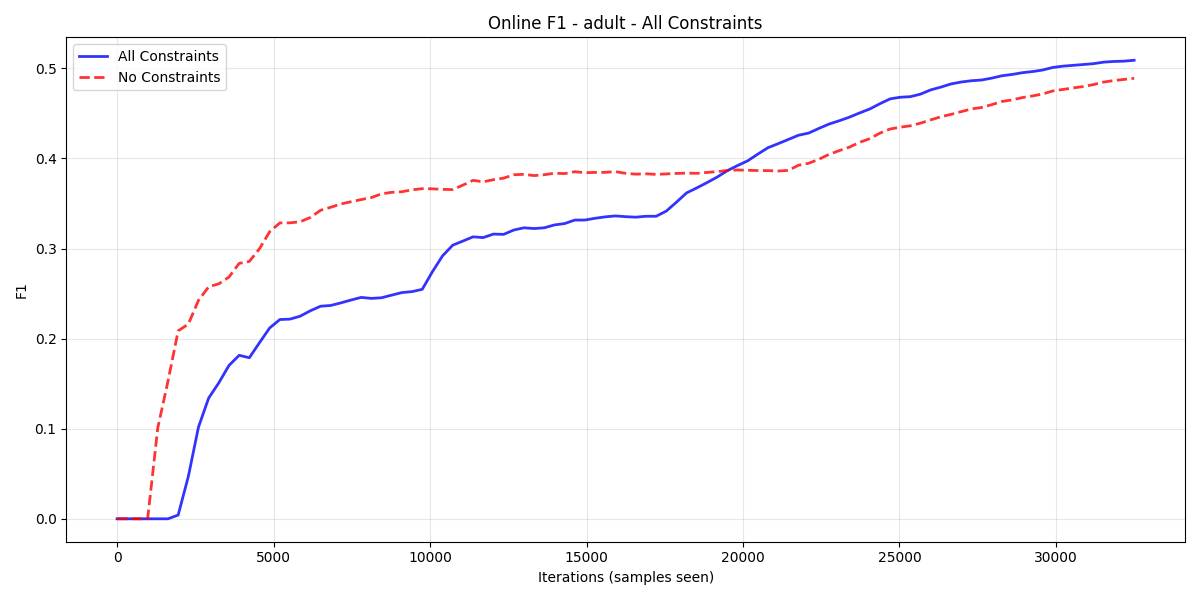 Online F1 - adult - All Constraints
All Constraints
No Constraints
F1
0.5
0.4
0.3
0.2
0.1
0.0
0 5000 10000 15000 20000 25000 30000
Iterations (samples seen)